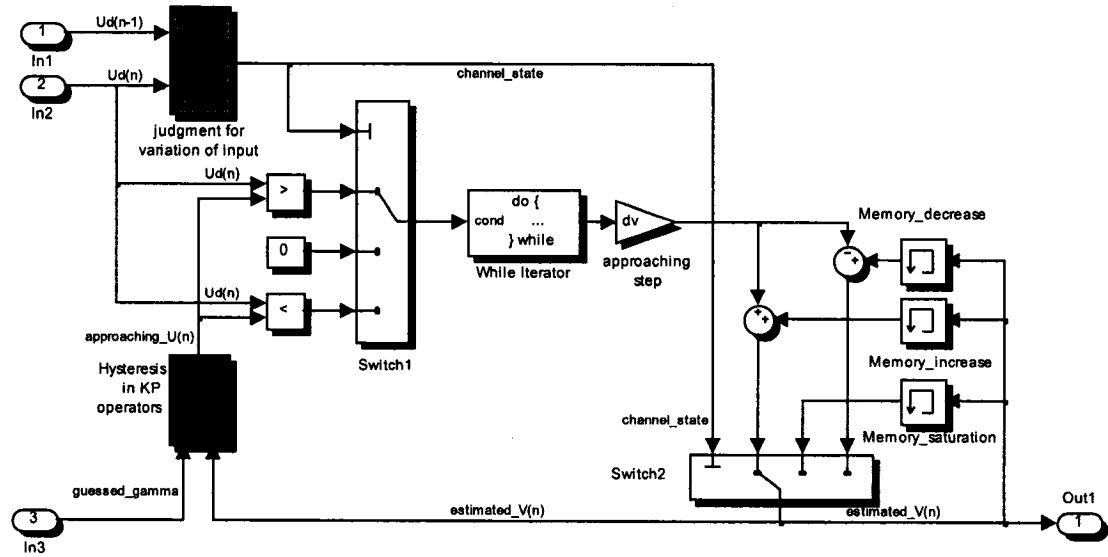 1
Ud(n-1)
In1
2
Ud(n)
In2
judgment for
variation of input
channel_state
Ud(n)
>
0
Ud(n)
<
approaching_U(n)
Switch1
do {
cond ...
} while
While Iterator
dv
approaching
step
Memory_decrease
- +
+ +
Memory_increase
Memory_saturation
Hysteresis
in KP
operators
channel_state
Switch2
guessed_gamma
3
In3
estimated_V(n)
estimated_V(n)
Out1
1